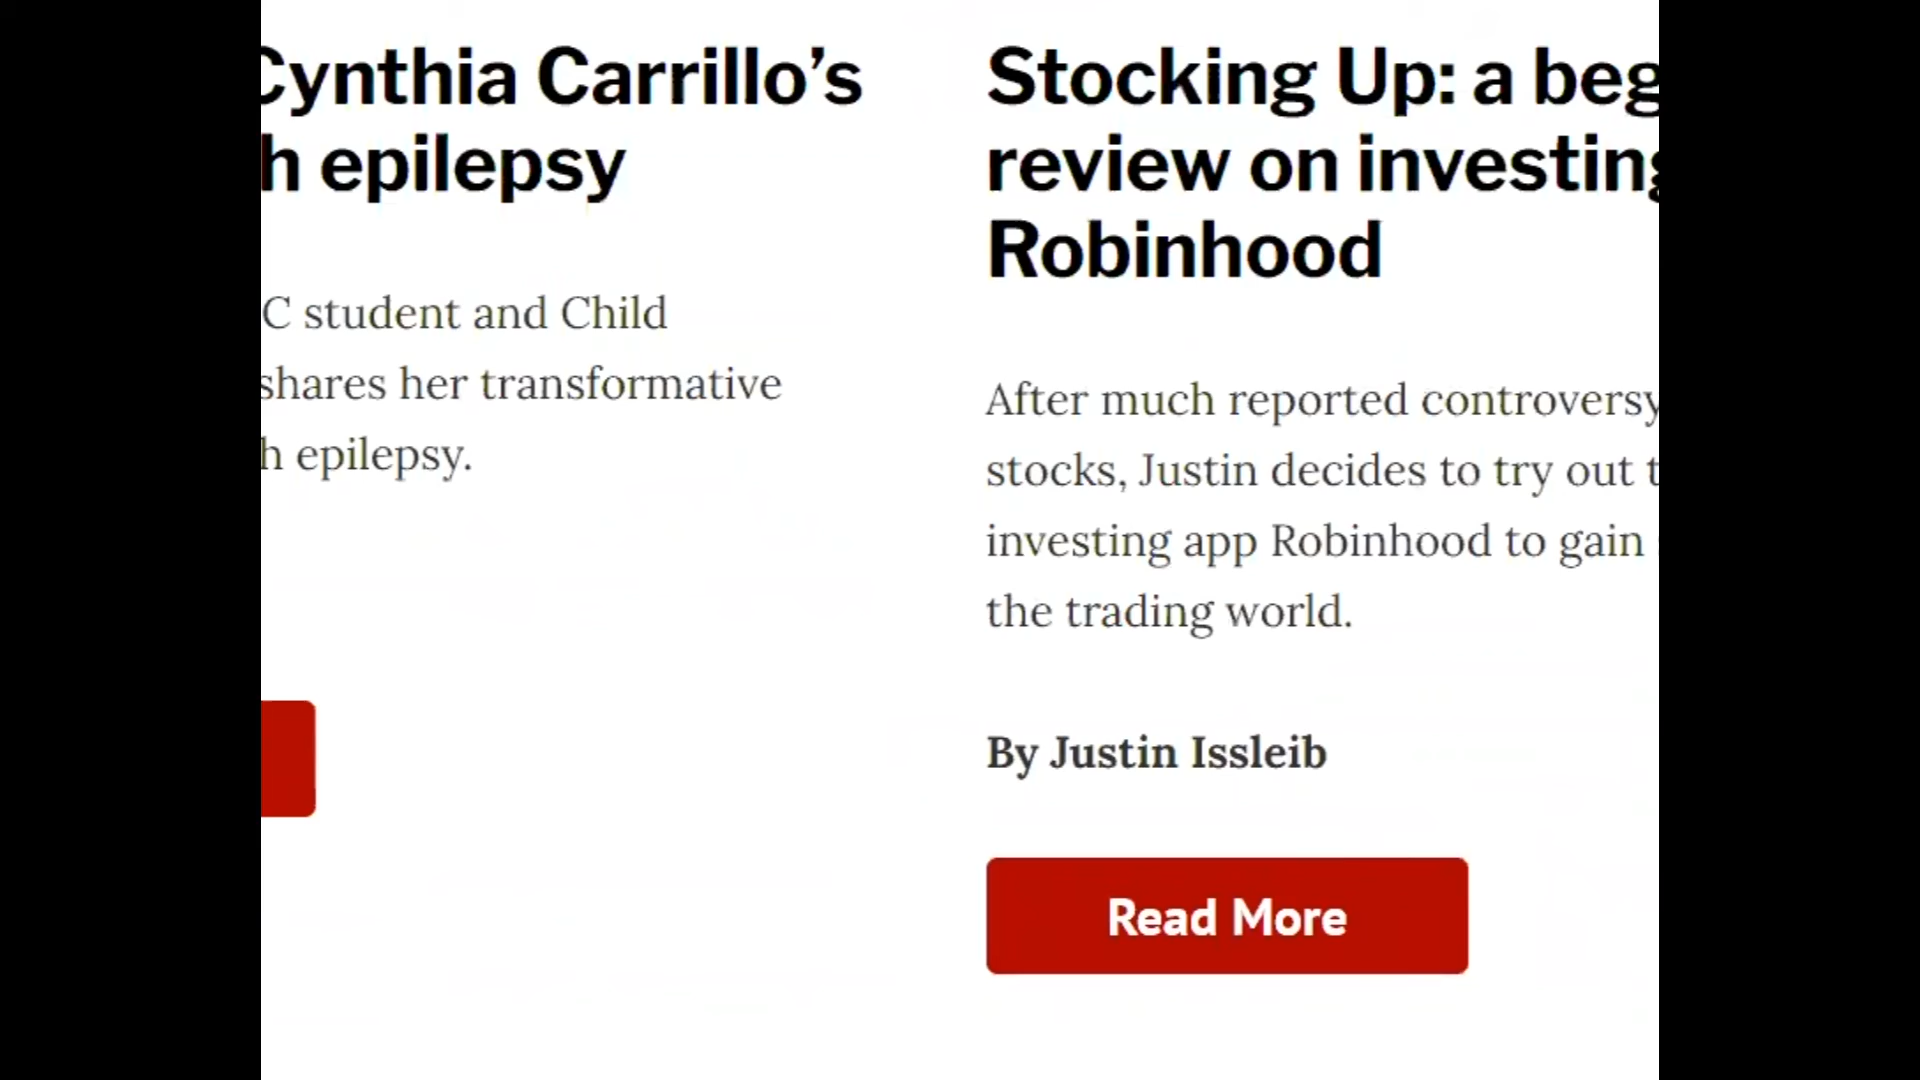 Cynthia Carrillo’s
h epilepsy
C student and Child
shares her transformative
h epilepsy.
Stocking Up: a beg
review on investing
Robinhood
After much reported controversy
stocks, Justin decides to try out t
investing app Robinhood to gain
the trading world.
By Justin Issleib
Read More